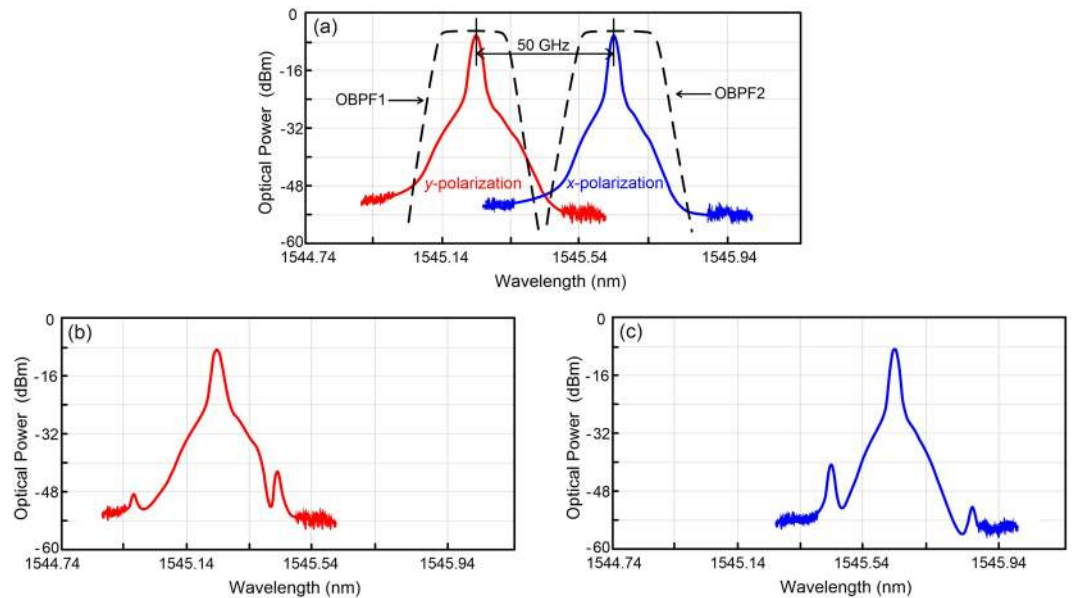 (a)
0
-16
-32
-48
-60
Optical Power (dBm)
50 GHz
OBPF1
OBPF2
y-polarization
x-polarization
1544.74 1545.14 1545.54 1545.94
Wavelength (nm)
(b)
0
-16
-32
-48
-60
Optical Power (dBm)
1544.74 1545.14 1545.54 1545.94
Wavelength (nm)
(c)
0
-16
-32
-48
-60
Optical Power (dBm)
1544.74 1545.14 1545.54 1545.94
Wavelength (nm)